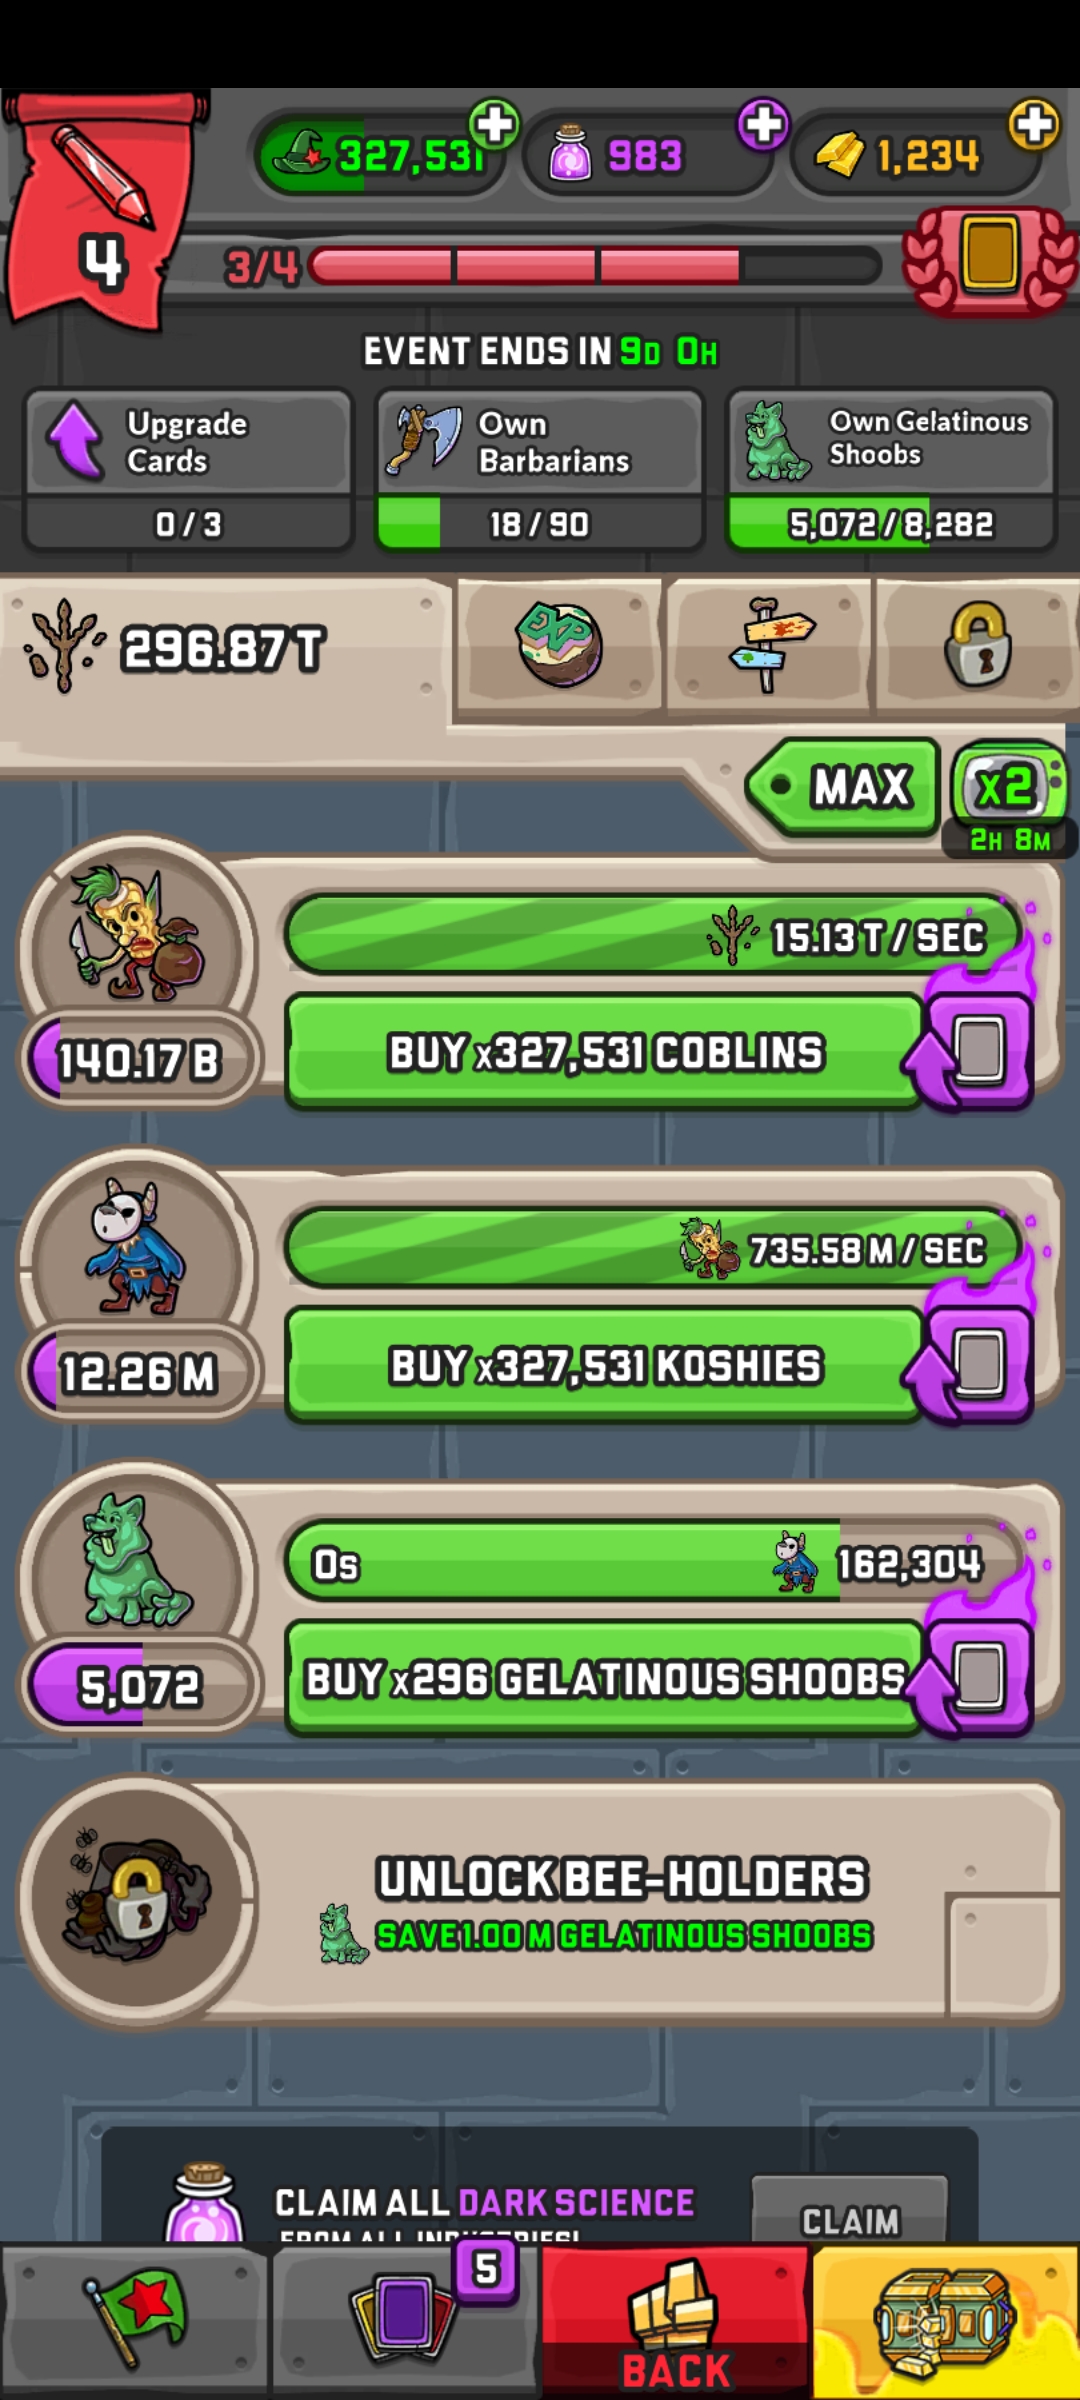 327,531
983
1,234
4
3/4
EVENT ENDS IN 9D 0H
Upgrade
Cards
0 / 3
Own
Barbarians
18 / 90
Own Gelatinous
Shoobs
5,072 / 8,282
296.87 T
EXP
MAX
x2
2H 8M
15.13 T / SEC
140.17 B
BUY x327,531 COBLINS
735.58 M / SEC
12.26 M
BUY x327,531 KOSHIES
0s
162,304
5,072
BUY x296 GELATINOUS SHOOBS
UNLOCK BEE-HOLDERS
SAVE 1.00 M GELATINOUS SHOOBS
CLAIM ALL DARK SCIENCE
FROM ALL INDUSTRIES!
CLAIM
5
BACK